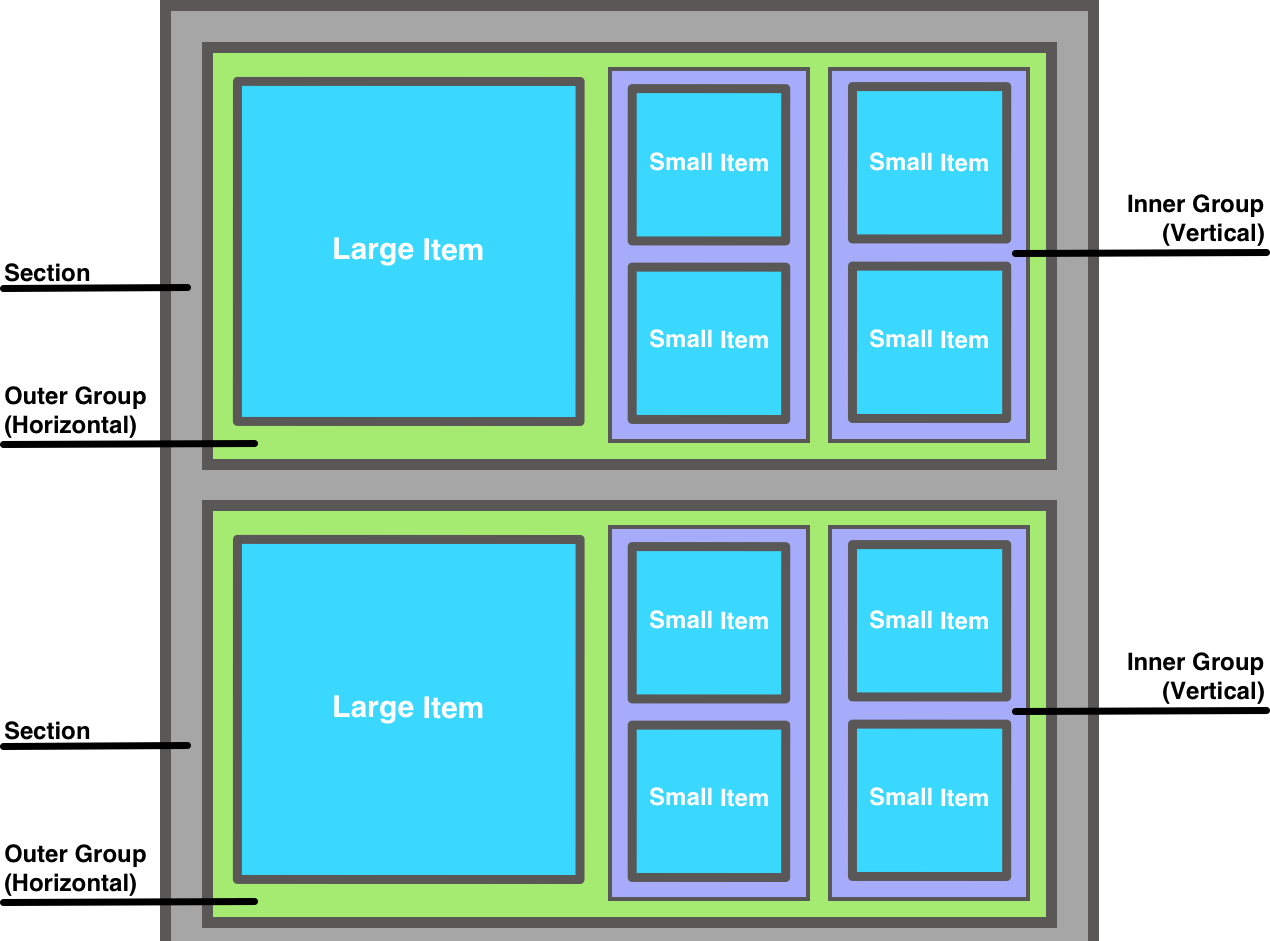 Small Item
Small Item
Inner Group
(Vertical)
Large Item
Section
Small Item
Small Item
Outer Group
(Horizontal)
Small Item
Small Item
Inner Group
(Vertical)
Large Item
Section
Small Item
Small Item
Outer Group
(Horizontal)